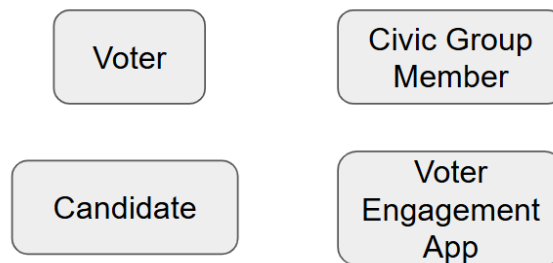 Voter
Civic Group
Member
Candidate
Voter
Engagement
App